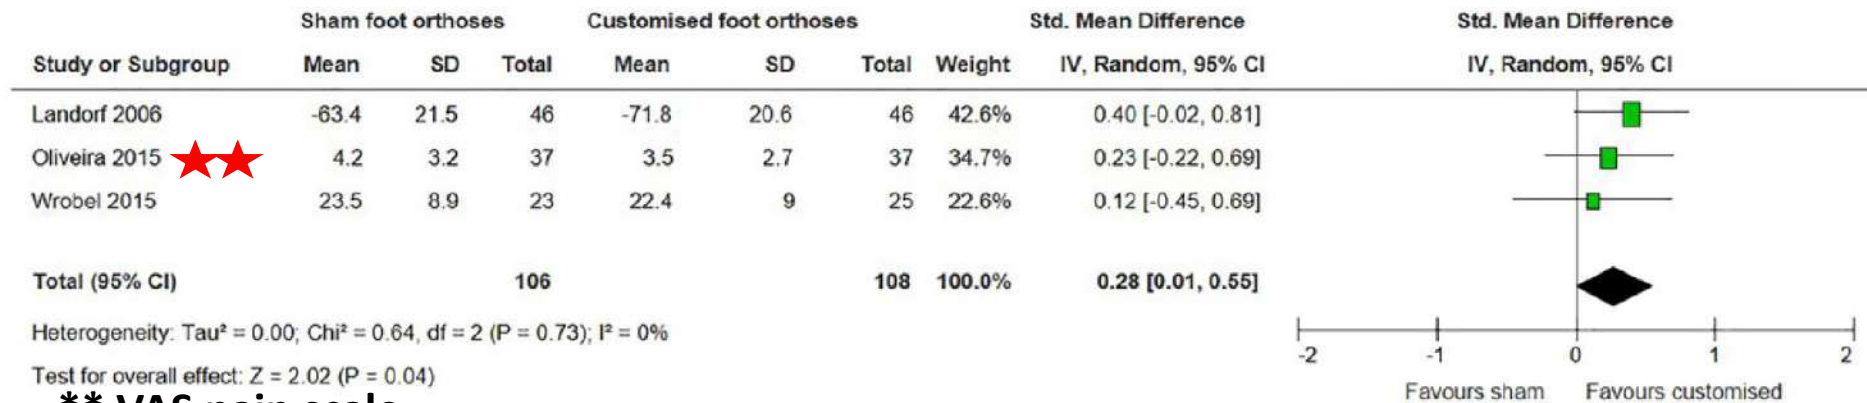 Sham foot orthoses Customised foot orthoses Std. Mean Difference Std. Mean Difference
Study or Subgroup Mean SD Total Mean SD Total Weight IV, Random, 95% CI IV, Random, 95% CI
Landorf 2006 -63.4 21.5 46 -71.8 20.6 46 42.6% 0.40 [-0.02, 0.81]
Oliveira 2015 4.2 3.2 37 3.5 2.7 37 34.7% 0.23 [-0.22, 0.69]
Wrobel 2015 23.5 8.9 23 22.4 9 25 22.6% 0.12 [-0.45, 0.69]
Total (95% CI) 106 108 100.0% 0.28 [0.01, 0.55]
Heterogeneity: Tau² = 0.00; Chi² = 0.64, df = 2 (P = 0.73); I² = 0%
-2 -1 0 1 2
Test for overall effect: Z = 2.02 (P = 0.04)
Favours sham Favours customised
** VAS pain scale